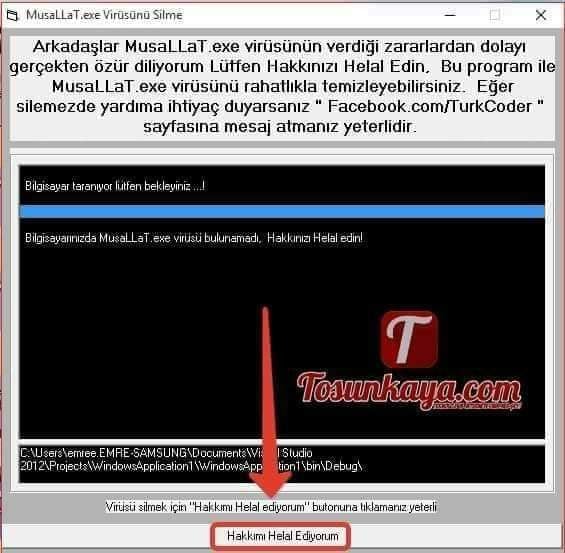 MusaLLaT.exe Virüsünü Silme
Arkadaşlar MusaLLaT.exe virüsünün verdiği zararlardan dolayı
gerçekten özür diliyorum Lütfen Hakkınızı Helal Edin, Bu program ile
MusaLLaT.exe virüsünü rahatlıkla temizleyebilirsiniz. Eğer
silemezde yardıma ihtiyaç duyarsanız " Facebook.com/TurkCoder "
sayfasına mesaj atmanız yeterlidir.
Bilgisayar taranıyor lütfen bekleyiniz ...!
Bilgisayarınızda MusaLLaT.exe virüsü bulunamadı, Hakkınızı Helal edin!
T
Tosunkaya.com
C:\Users\emree.EMRE-SAMSUNG\Documents\Visual Studio
2012\Projects\WindowsApplication1\WindowsApplication1\bin\Debug\
Virüsü silmek için "Hakkımı Helal ediyorum" butonuna tıklamanız yeterli
Hakkımı Helal Ediyorum